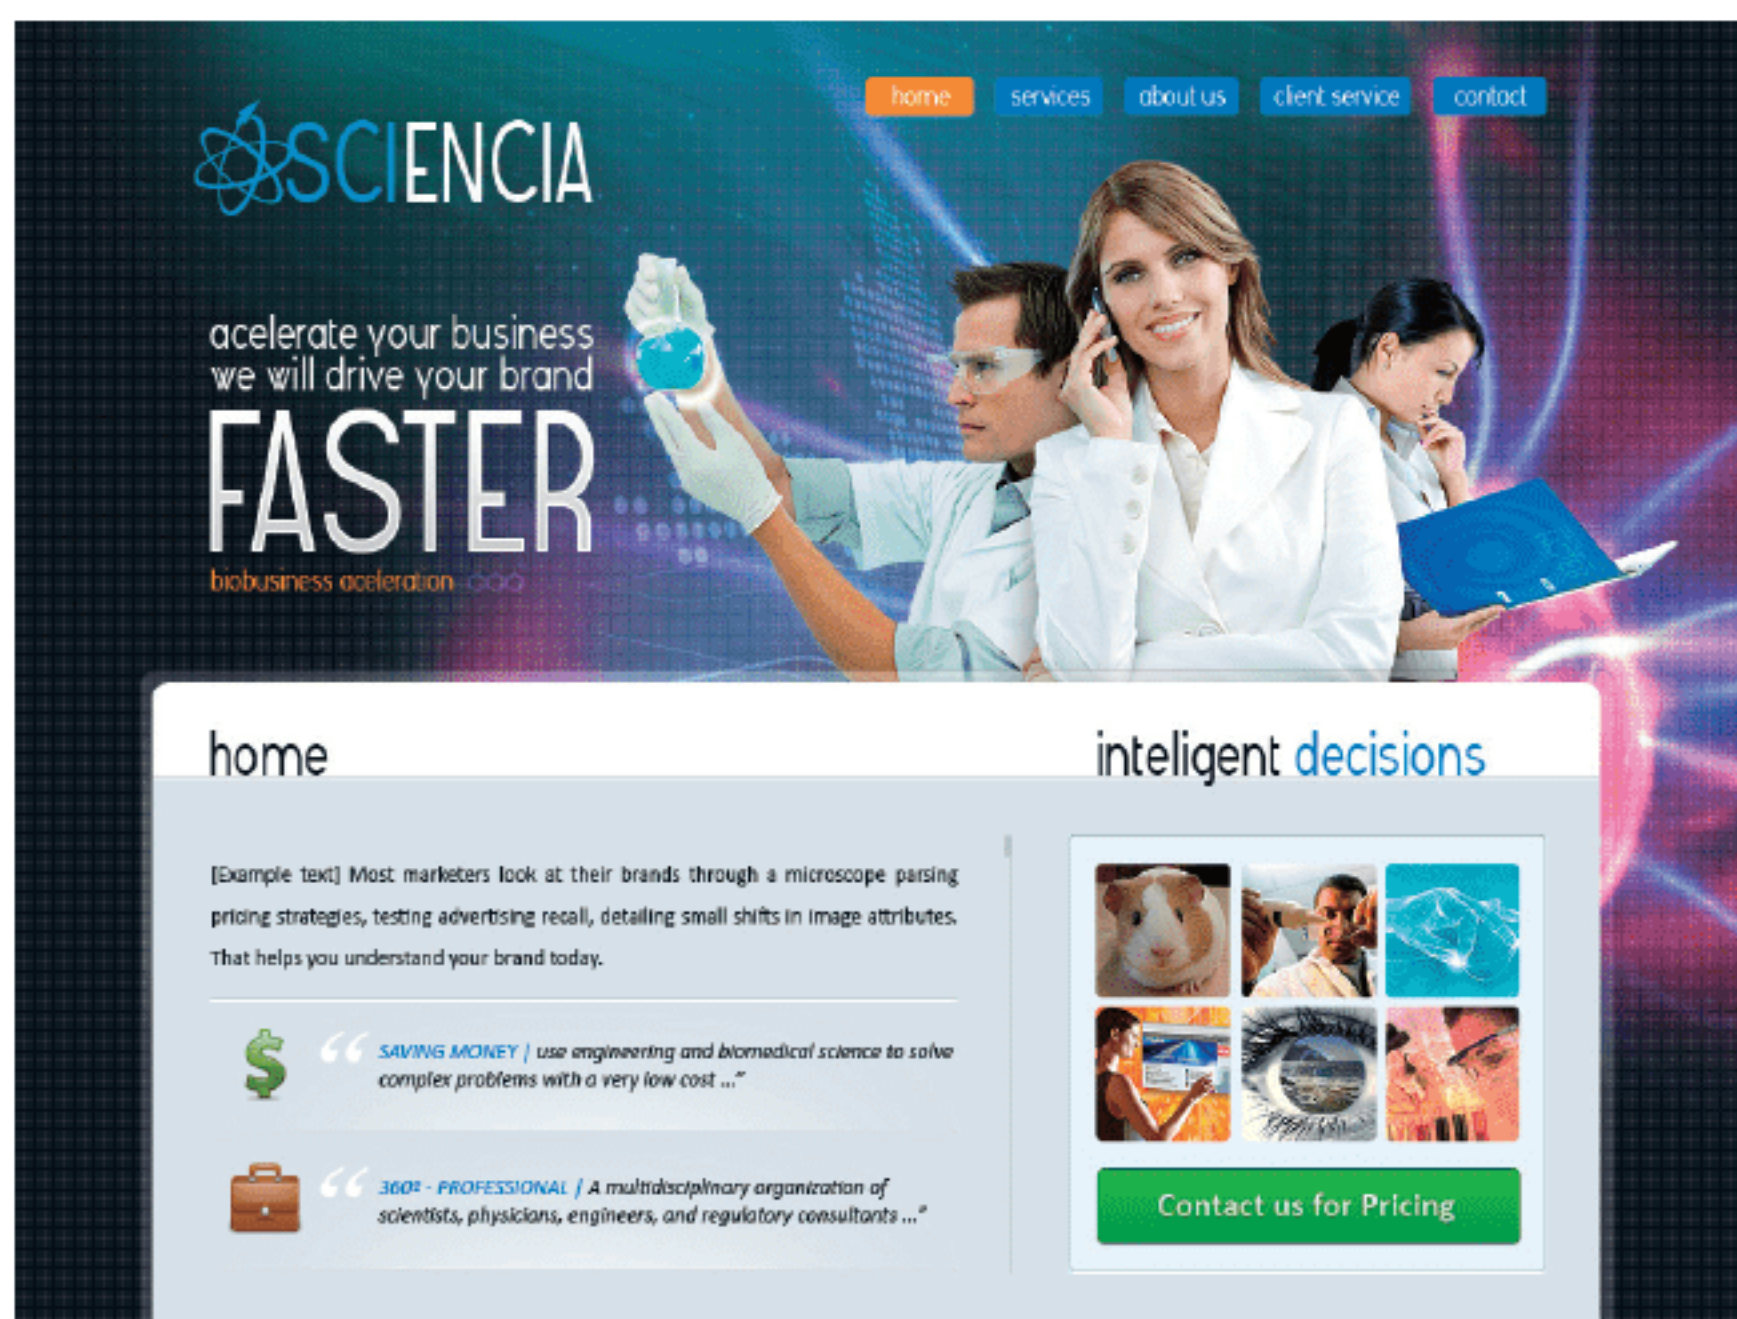 home
services
about us
client service
contact
SCIENCIA
acelerate your business
we will drive your brand
FASTER
biobusiness aceleration
home
inteligent decisions
[Example text] Most marketers look at their brands through a microscope parsing
pricing strategies, testing advertising recall, detailing small shifts in image attributes.
That helps you understand your brand today.
“ SAVING MONEY | use engineering and biomedical science to solve
complex problems with a very low cost ...”
“ 360º - PROFESSIONAL | A multidisciplinary organization of
scientists, physicians, engineers, and regulatory consultants ...”
Contact us for Pricing